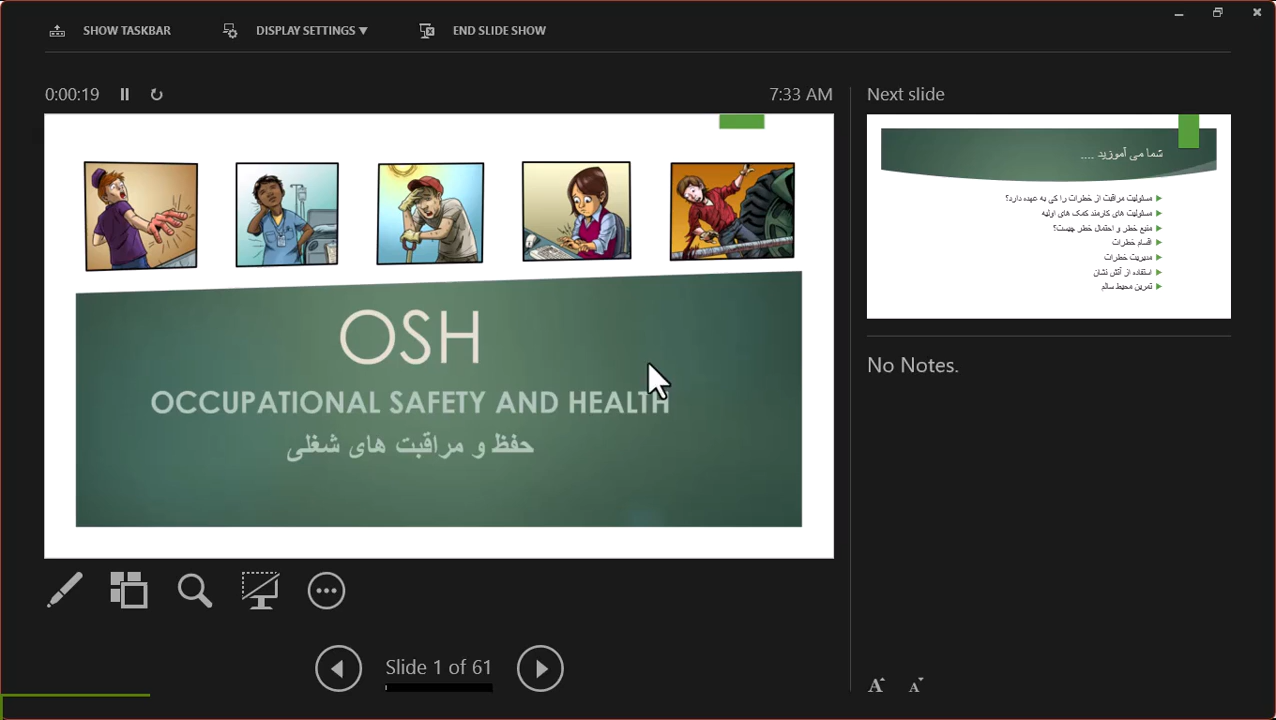 SHOW TASKBAR
DISPLAY SETTINGS ▼
END SLIDE SHOW
0:00:19
7:33 AM
OSH
OCCUPATIONAL SAFETY AND HEALTH
حفظ و مراقبت های شغلی
Slide 1 of 61
Next slide
شما می آموزید ....
مسئولیت مراقبت از خطرات را کی به عهده دارد؟
مسئولیت های کارمند کمک های اولیه
منبع خطر و احتمال خطر چیست؟
اقسام خطرات
مدیریت خطرات
استفاده از آتش نشان
تمرین محیط سالم
No Notes.
A A